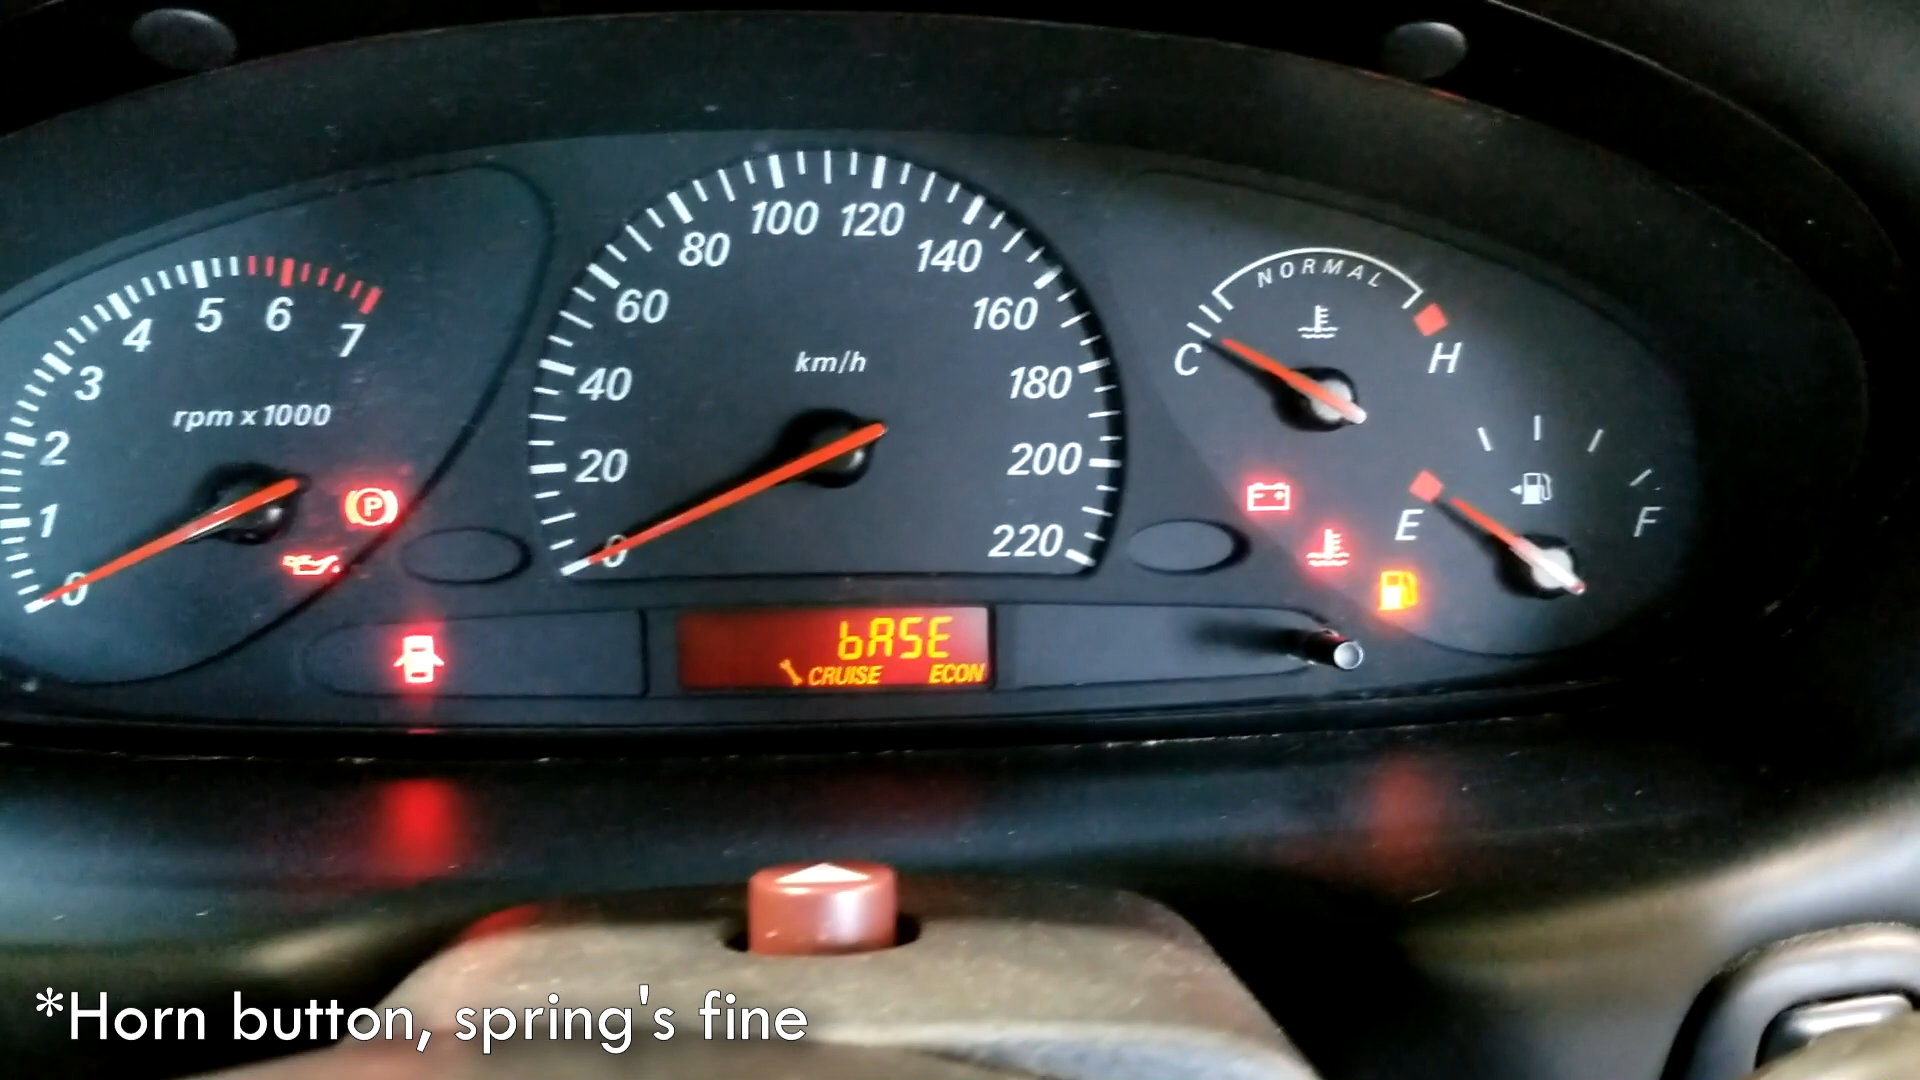 100 120
80 140
60 160
40 180
20 200
0 220
km/h
5 6
4 7
3
2
1
0
rpm x 1000
P
NORMAL
C H
E F
bASE
CRUISE ECON
*Horn button, spring's fine